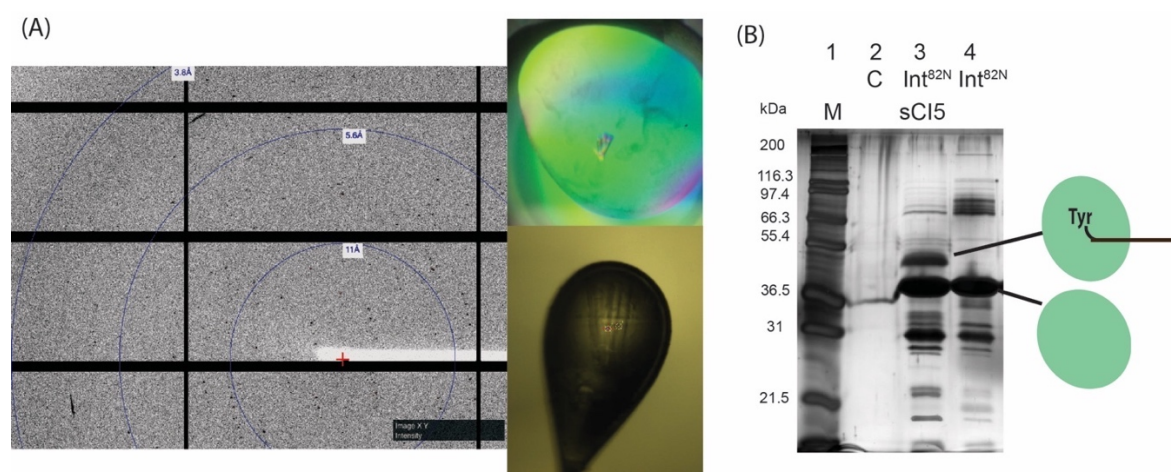 (A)
3.8Å
5.6Å
11Å
Image X Y
Intensity
(B)
1 2 3 4
C Int82N Int82N
M sCI5
kDa
200
116.3
97.4
66.3
55.4
36.5
31
21.5
Tyr